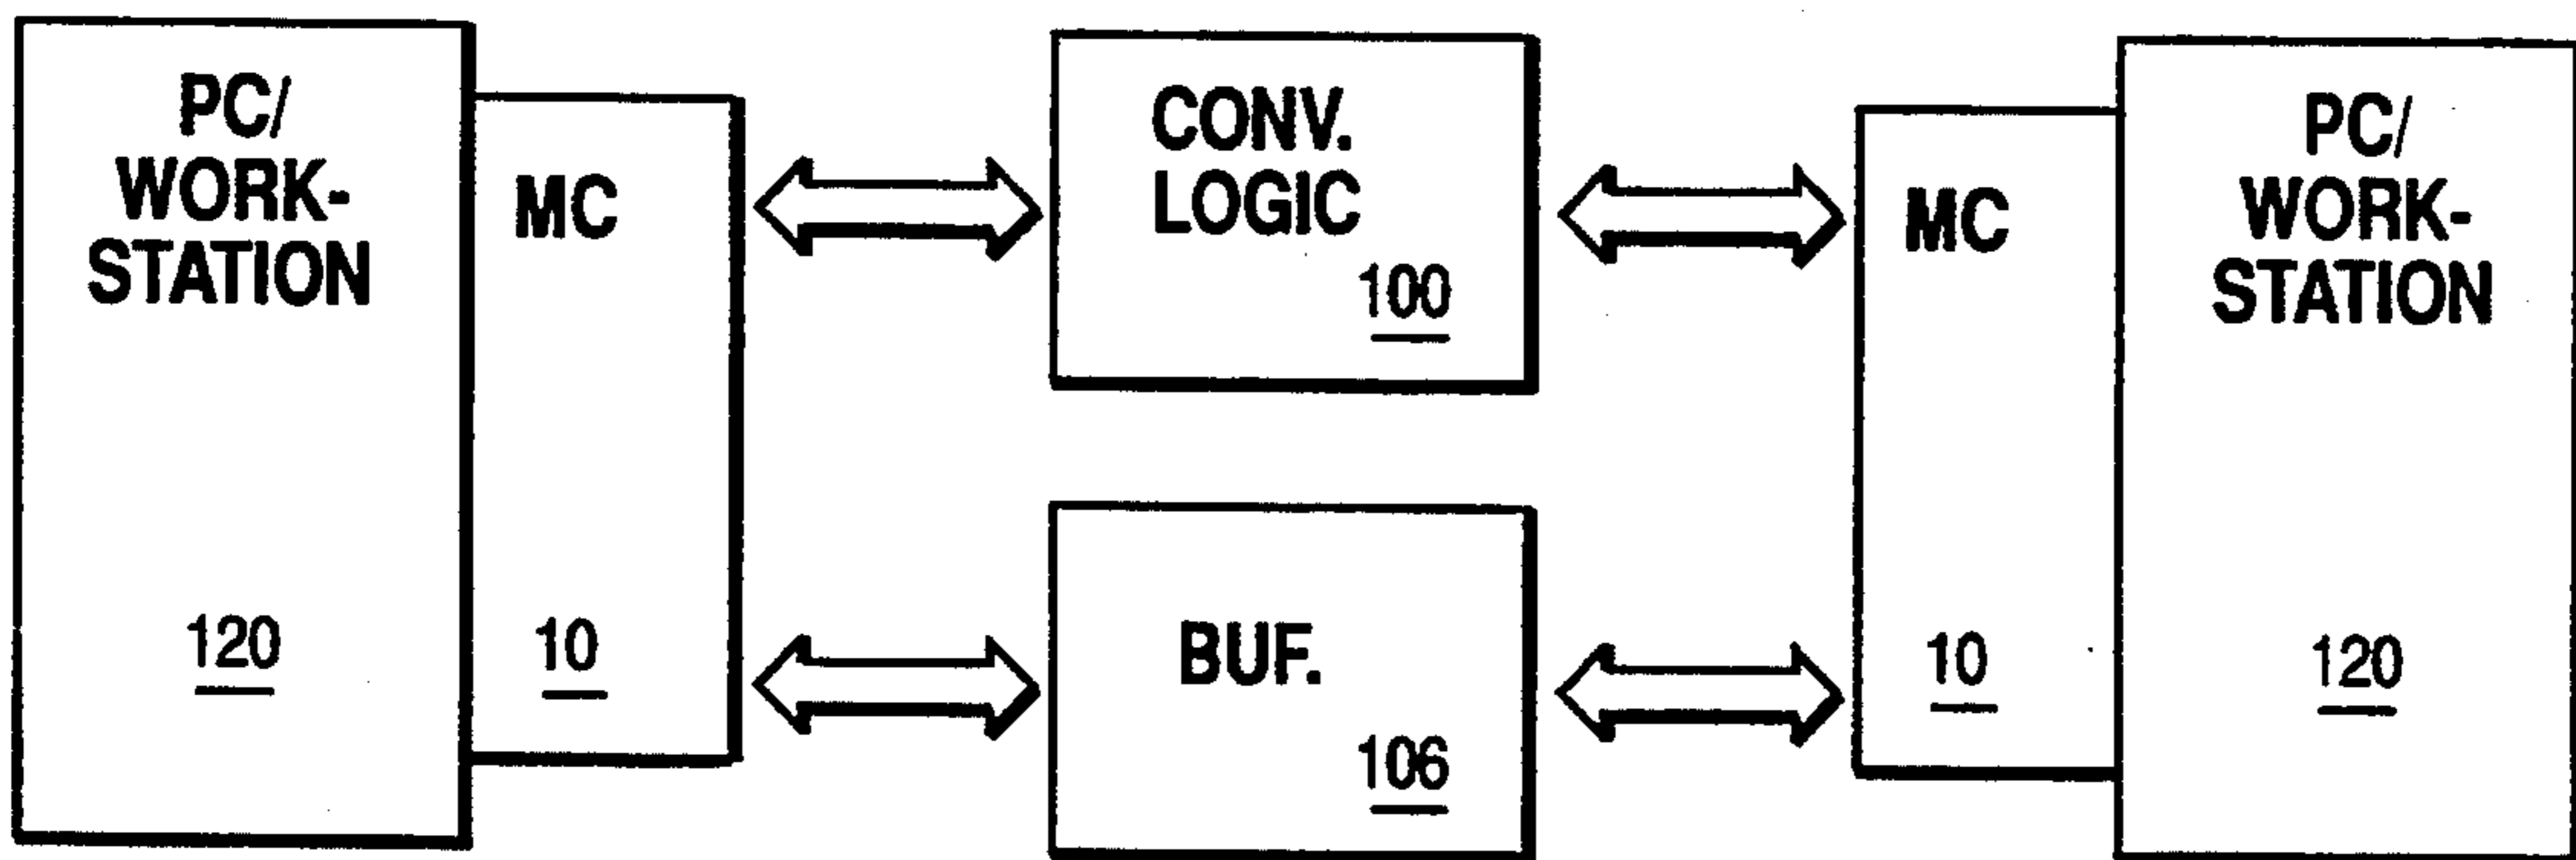 PC/
WORK-
STATION
120
MC
10
CONV.
LOGIC
100
BUF.
106
MC
10
PC/
WORK-
STATION
120